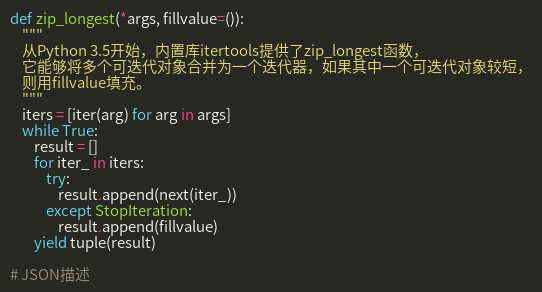 def zip_longest(*args, fillvalue=()):
"""
从Python 3.5开始，内置库itertools提供了zip_longest函数，
它能够将多个可迭代对象合并为一个迭代器，如果其中一个可迭代对象较短，
则用fillvalue填充。
"""
iters = [iter(arg) for arg in args]
while True:
result = []
for iter_ in iters:
try:
result.append(next(iter_))
except StopIteration:
result.append(fillvalue)
yield tuple(result)
# JSON描述